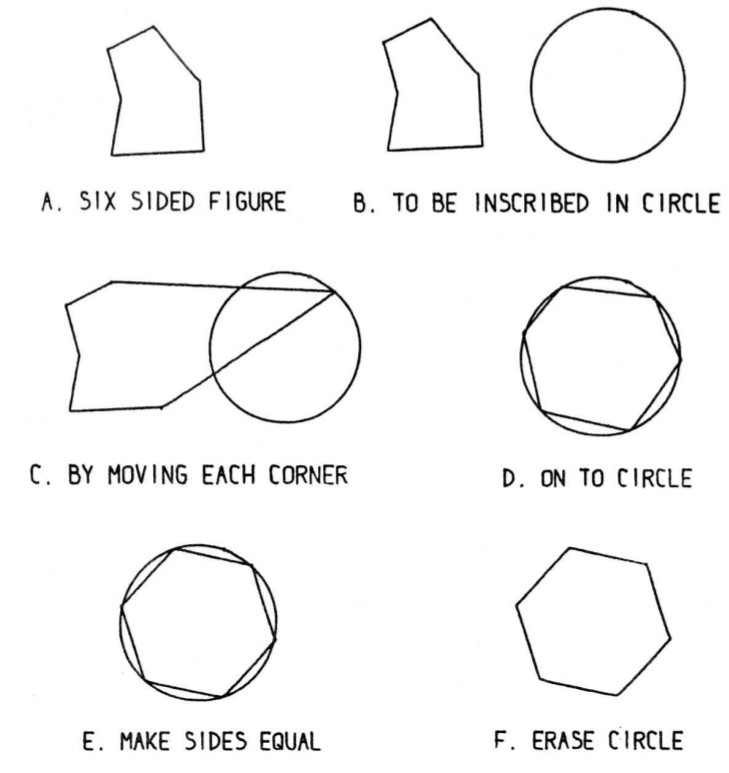 A. SIX SIDED FIGURE
B. TO BE INSCRIBED IN CIRCLE
C. BY MOVING EACH CORNER
D. ON TO CIRCLE
E. MAKE SIDES EQUAL
F. ERASE CIRCLE